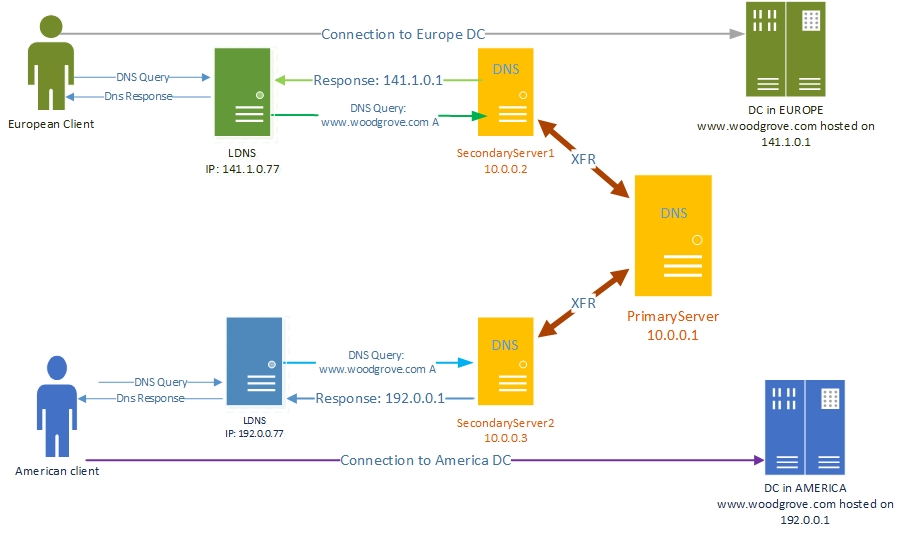 Connection to Europe DC
DNS Query
Dns Response
European Client
LDNS
IP: 141.1.0.77
Response: 141.1.0.1
DNS Query:
www.woodgrove.com A
DNS
SecondaryServer1
10.0.0.2
DC in EUROPE
www.woodgrove.com hosted on
141.1.0.1
XFR
DNS
PrimaryServer
10.0.0.1
XFR
DNS Query
Dns Response
American client
LDNS
IP: 192.0.0.77
DNS Query:
www.woodgrove.com A
Response: 192.0.0.1
DNS
SecondaryServer2
10.0.0.3
Connection to America DC
DC in AMERICA
www.woodgrove.com hosted on
192.0.0.1